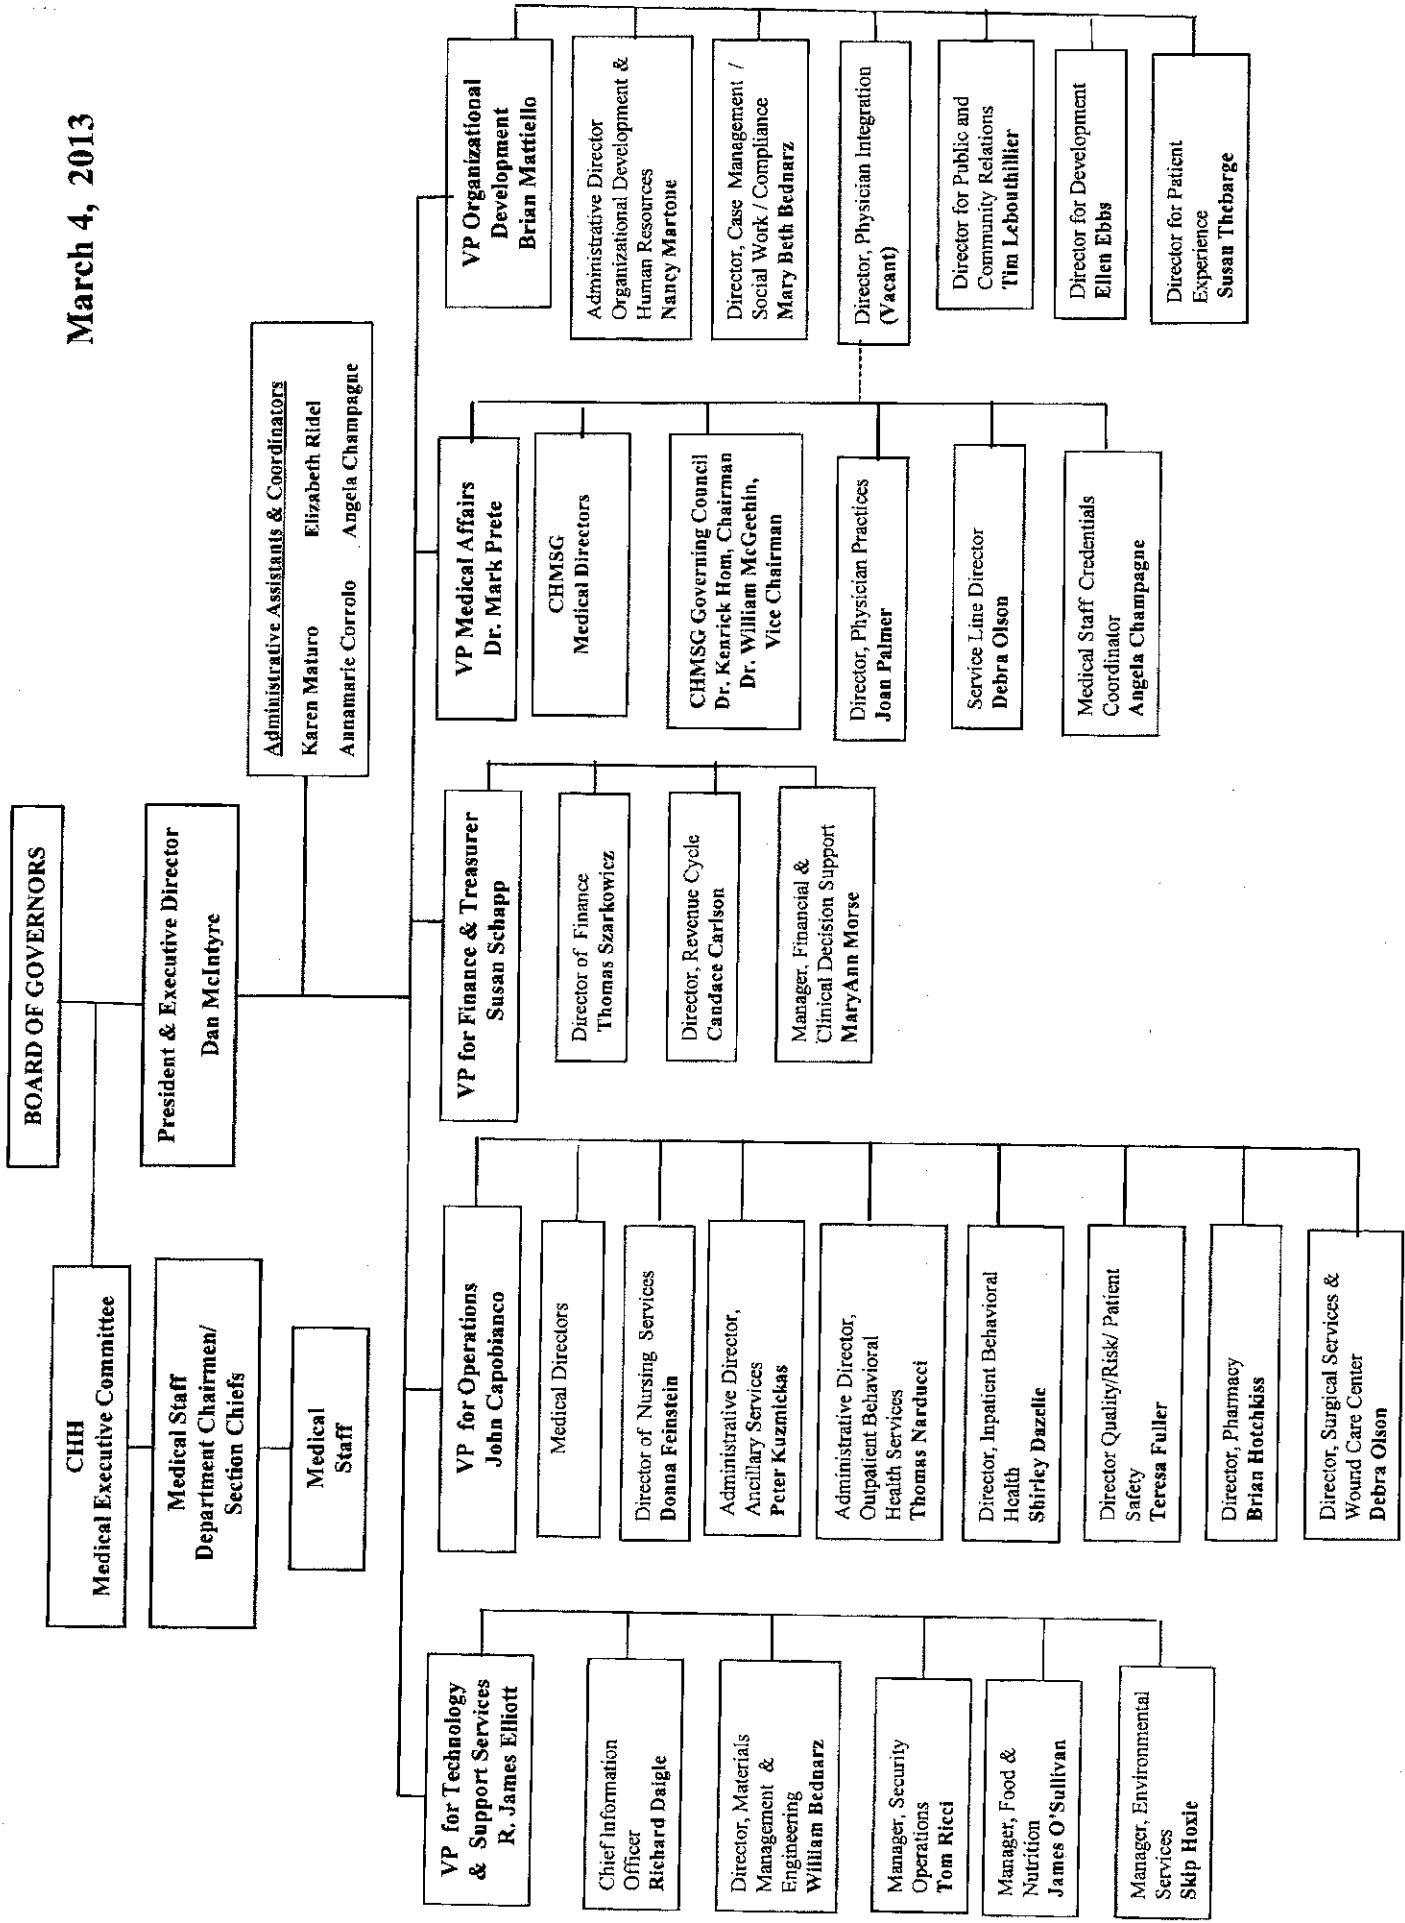 March 4, 2013
BOARD OF GOVERNORS
CHH
Medical Executive Committee
President & Executive Director
Dan McIntyre
Medical Staff
Department Chairmen/
Section Chiefs
Medical
Staff
Administrative Assistants & Coordinators
Karen Maturo Elizabeth Ridel
Annamarie Corrolo Angela Champagne
VP for Technology
& Support Services
R. James Elliott
Chief Information
Officer
Richard Daigle
Director, Materials
Management &
Engineering
William Bednarz
Manager, Security
Operations
Tom Ricci
Manager, Food &
Nutrition
James O'Sullivan
Manager, Environmental
Services
Skip Hoxie
VP for Operations
John Capobianco
Medical Directors
Director of Nursing Services
Donna Feinstein
Administrative Director,
Ancillary Services
Peter Kuzmickas
Administrative Director,
Outpatient Behavioral
Health Services
Thomas Narducci
Director, Inpatient Behavioral
Health
Shirley Dazelle
Director Quality/Risk/ Patient
Safety
Teresa Fuller
Director, Pharmacy
Brian Hotchkiss
Director, Surgical Services &
Wound Care Center
Debra Olson
VP for Finance & Treasurer
Susan Schapp
Director of Finance
Thomas Szarkowicz
Director, Revenue Cycle
Candace Carlson
Manager, Financial &
Clinical Decision Support
MaryAnn Morse
VP Medical Affairs
Dr. Mark Prete
CHMSG
Medical Directors
CHMSG Governing Council
Dr. Kenrick Hom, Chairman
Dr. William McGeehin,
Vice Chairman
Director, Physician Practices
Joan Palmer
Service Line Director
Debra Olson
Medical Staff Credentials
Coordinator
Angela Champagne
VP Organizational
Development
Brian Mattiello
Administrative Director
Organizational Development &
Human Resources
Nancy Martone
Director, Case Management /
Social Work / Compliance
Mary Beth Bednarz
Director, Physician Integration
(Vacant)
Director for Public and
Community Relations
Tim Lebouthillier
Director for Development
Ellen Ebbs
Director for Patient
Experience
Susan Thebarge